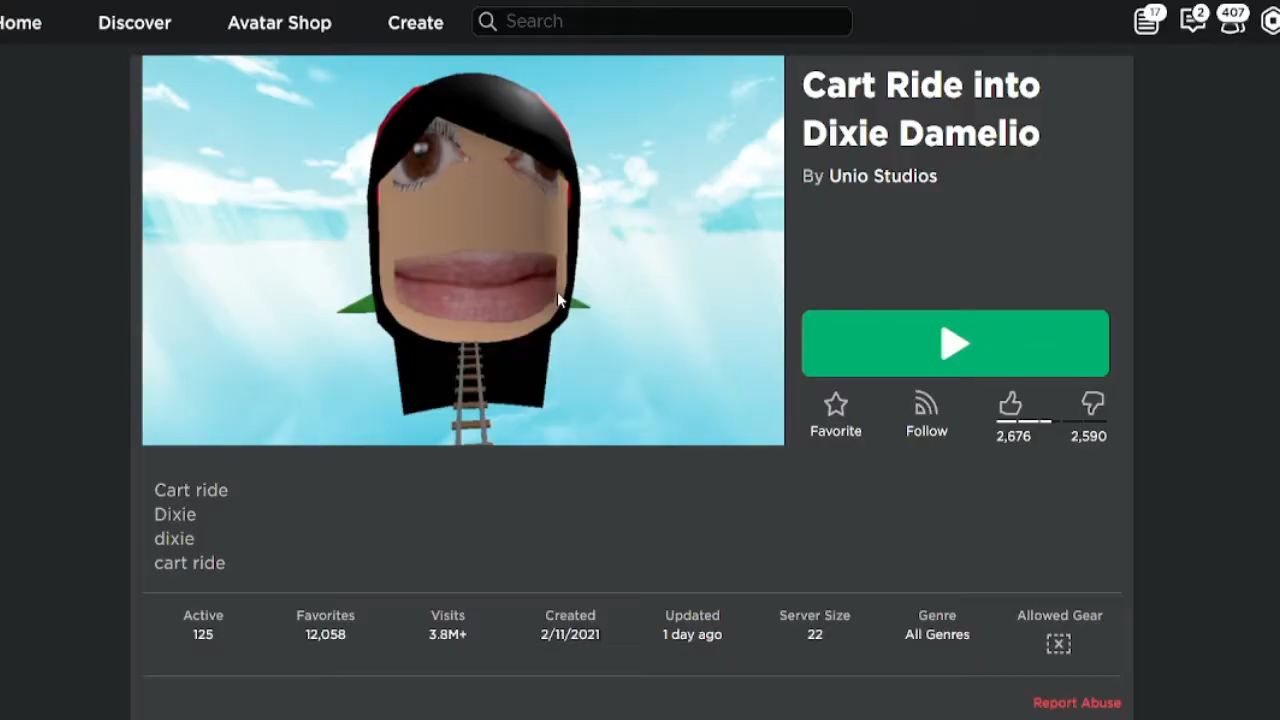 Home
Discover
Avatar Shop
Create
Search
17
2
407
Cart Ride into
Dixie Damelio
By Unio Studios
Favorite
Follow
2,676
2,590
Cart ride
Dixie
dixie
cart ride
Active
125
Favorites
12,058
Visits
3.8M+
Created
2/11/2021
Updated
1 day ago
Server Size
22
Genre
All Genres
Allowed Gear
Report Abuse